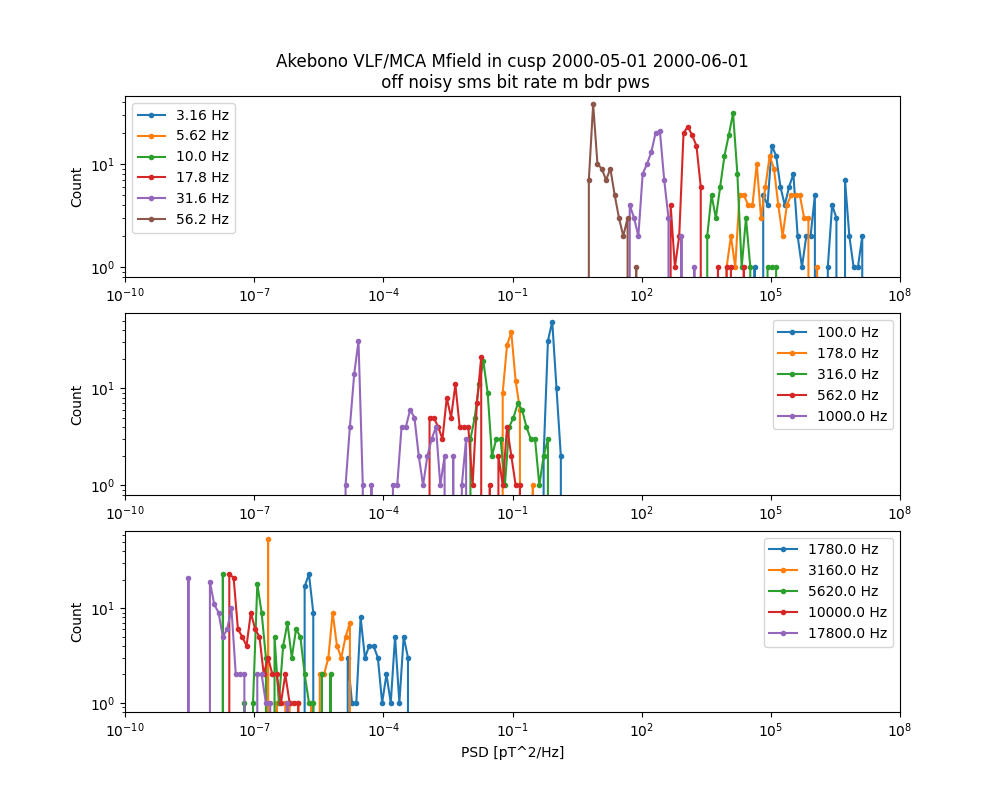 Akebono VLF/MCA Mfield in cusp 2000-05-01 2000-06-01
off noisy sms bit rate m bdr pws
Count
10^1
10^0
3.16 Hz
5.62 Hz
10.0 Hz
17.8 Hz
31.6 Hz
56.2 Hz
10^-10 10^-7 10^-4 10^-1 10^2 10^5 10^8
Count
10^1
10^0
100.0 Hz
178.0 Hz
316.0 Hz
562.0 Hz
1000.0 Hz
10^-10 10^-7 10^-4 10^-1 10^2 10^5 10^8
Count
10^1
10^0
1780.0 Hz
3160.0 Hz
5620.0 Hz
10000.0 Hz
17800.0 Hz
10^-10 10^-7 10^-4 10^-1 10^2 10^5 10^8
PSD [pT^2/Hz]